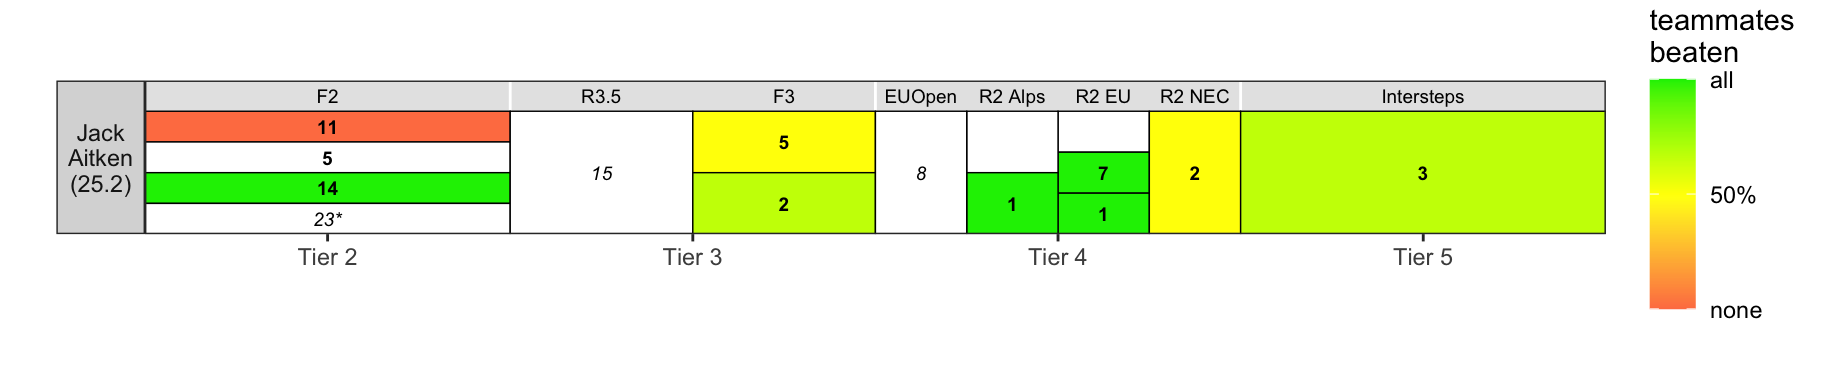 teammates
beaten
all
50%
none
F2
R3.5
F3
EUOpen
R2 Alps
R2 EU
R2 NEC
Intersteps
Jack
Aitken
(25.2)
11
5
14
23*
15
5
2
8
1
7
1
2
3
Tier 2
Tier 3
Tier 4
Tier 5